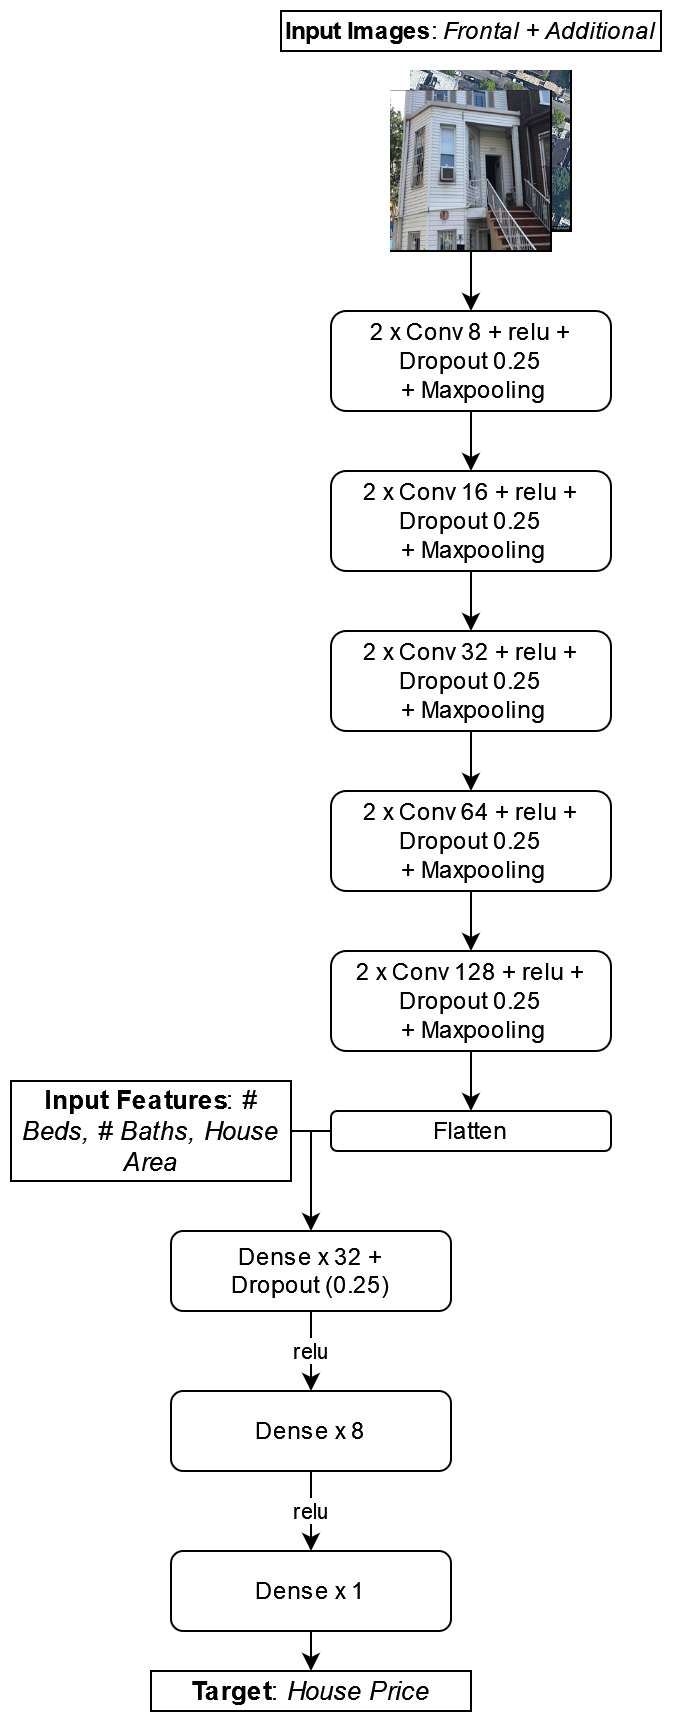 Input Images: Frontal + Additional
2 x Conv 8 + relu +
Dropout 0.25
+ Maxpooling
2 x Conv 16 + relu +
Dropout 0.25
+ Maxpooling
2 x Conv 32 + relu +
Dropout 0.25
+ Maxpooling
2 x Conv 64 + relu +
Dropout 0.25
+ Maxpooling
2 x Conv 128 + relu +
Dropout 0.25
+ Maxpooling
Input Features: #
Beds, # Baths, House
Area
Flatten
Dense x 32 +
Dropout (0.25)
relu
Dense x 8
relu
Dense x 1
Target: House Price